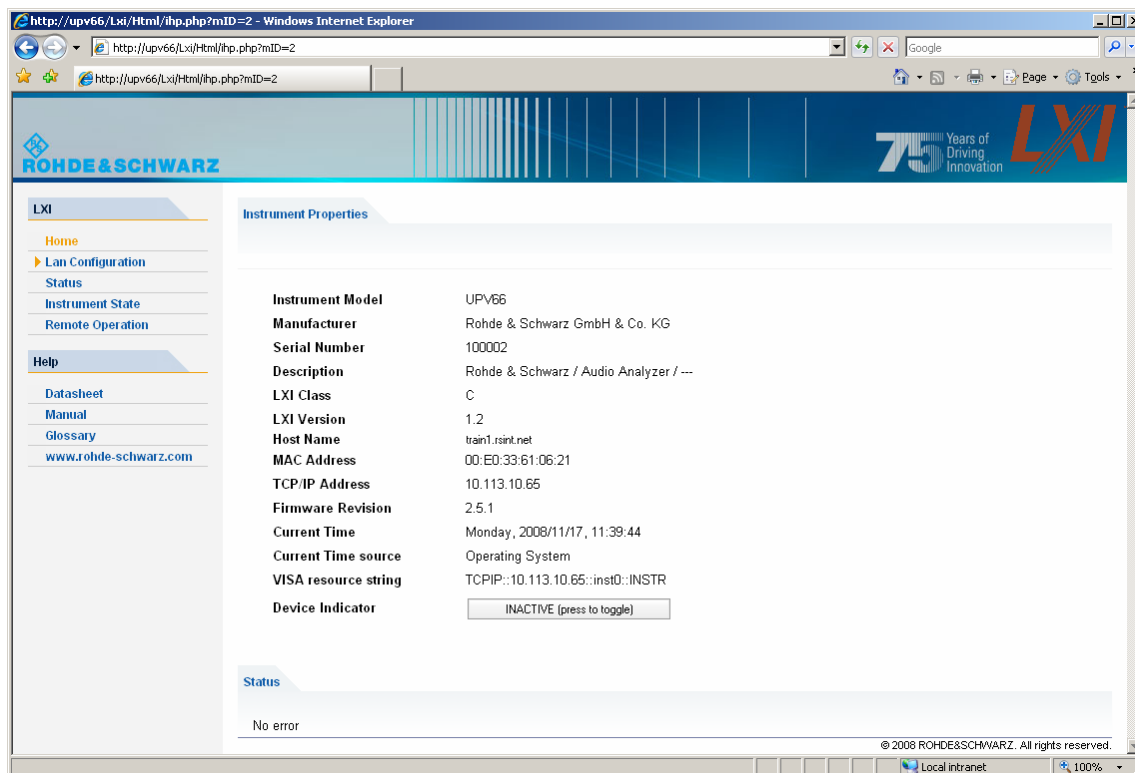 http://upv66/Lxi/Html/ihp.php?mID=2 - Windows Internet Explorer
http://upv66/Lxi/Html/ihp.php?mID=2
Google
http://upv66/Lxi/Html/ihp.php?mID=2
Page
Tools
ROHDE&SCHWARZ
75 Years of Driving Innovation
LXI
LXI
Home
Lan Configuration
Status
Instrument State
Remote Operation
Help
Datasheet
Manual
Glossary
www.rohde-schwarz.com
Instrument Properties
Instrument Model UPV66
Manufacturer Rohde & Schwarz GmbH & Co. KG
Serial Number 100002
Description Rohde & Schwarz / Audio Analyzer / ---
LXI Class C
LXI Version 1.2
Host Name train1.rsint.net
MAC Address 00:E0:33:61:06:21
TCP/IP Address 10.113.10.65
Firmware Revision 2.5.1
Current Time Monday, 2008/11/17, 11:39:44
Current Time source Operating System
VISA resource string TCPIP::10.113.10.65::inst0::INSTR
Device Indicator INACTIVE (press to toggle)
Status
No error
© 2008 ROHDE&SCHWARZ. All rights reserved.
Local intranet
100%